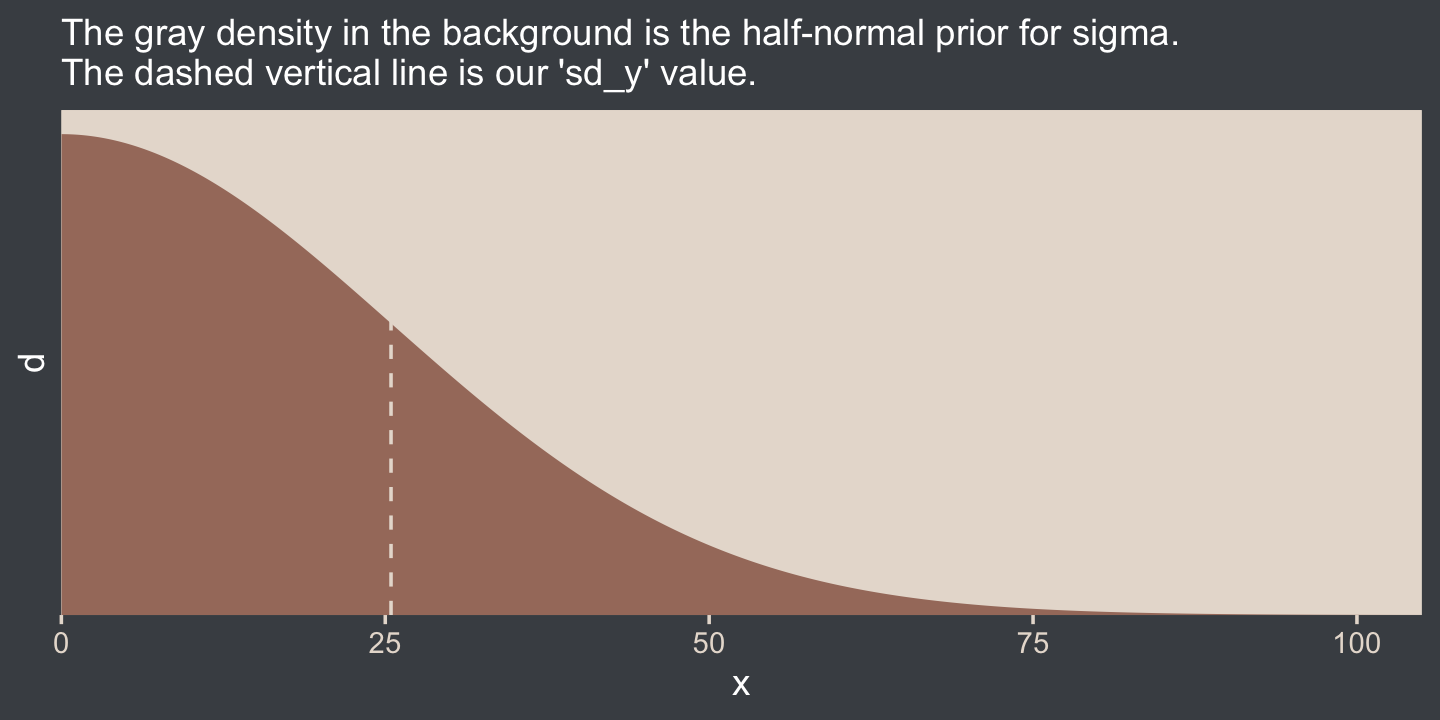 The gray density in the background is the half-normal prior for sigma.
The dashed vertical line is our 'sd_y' value.
d
0 25 50 75 100
x